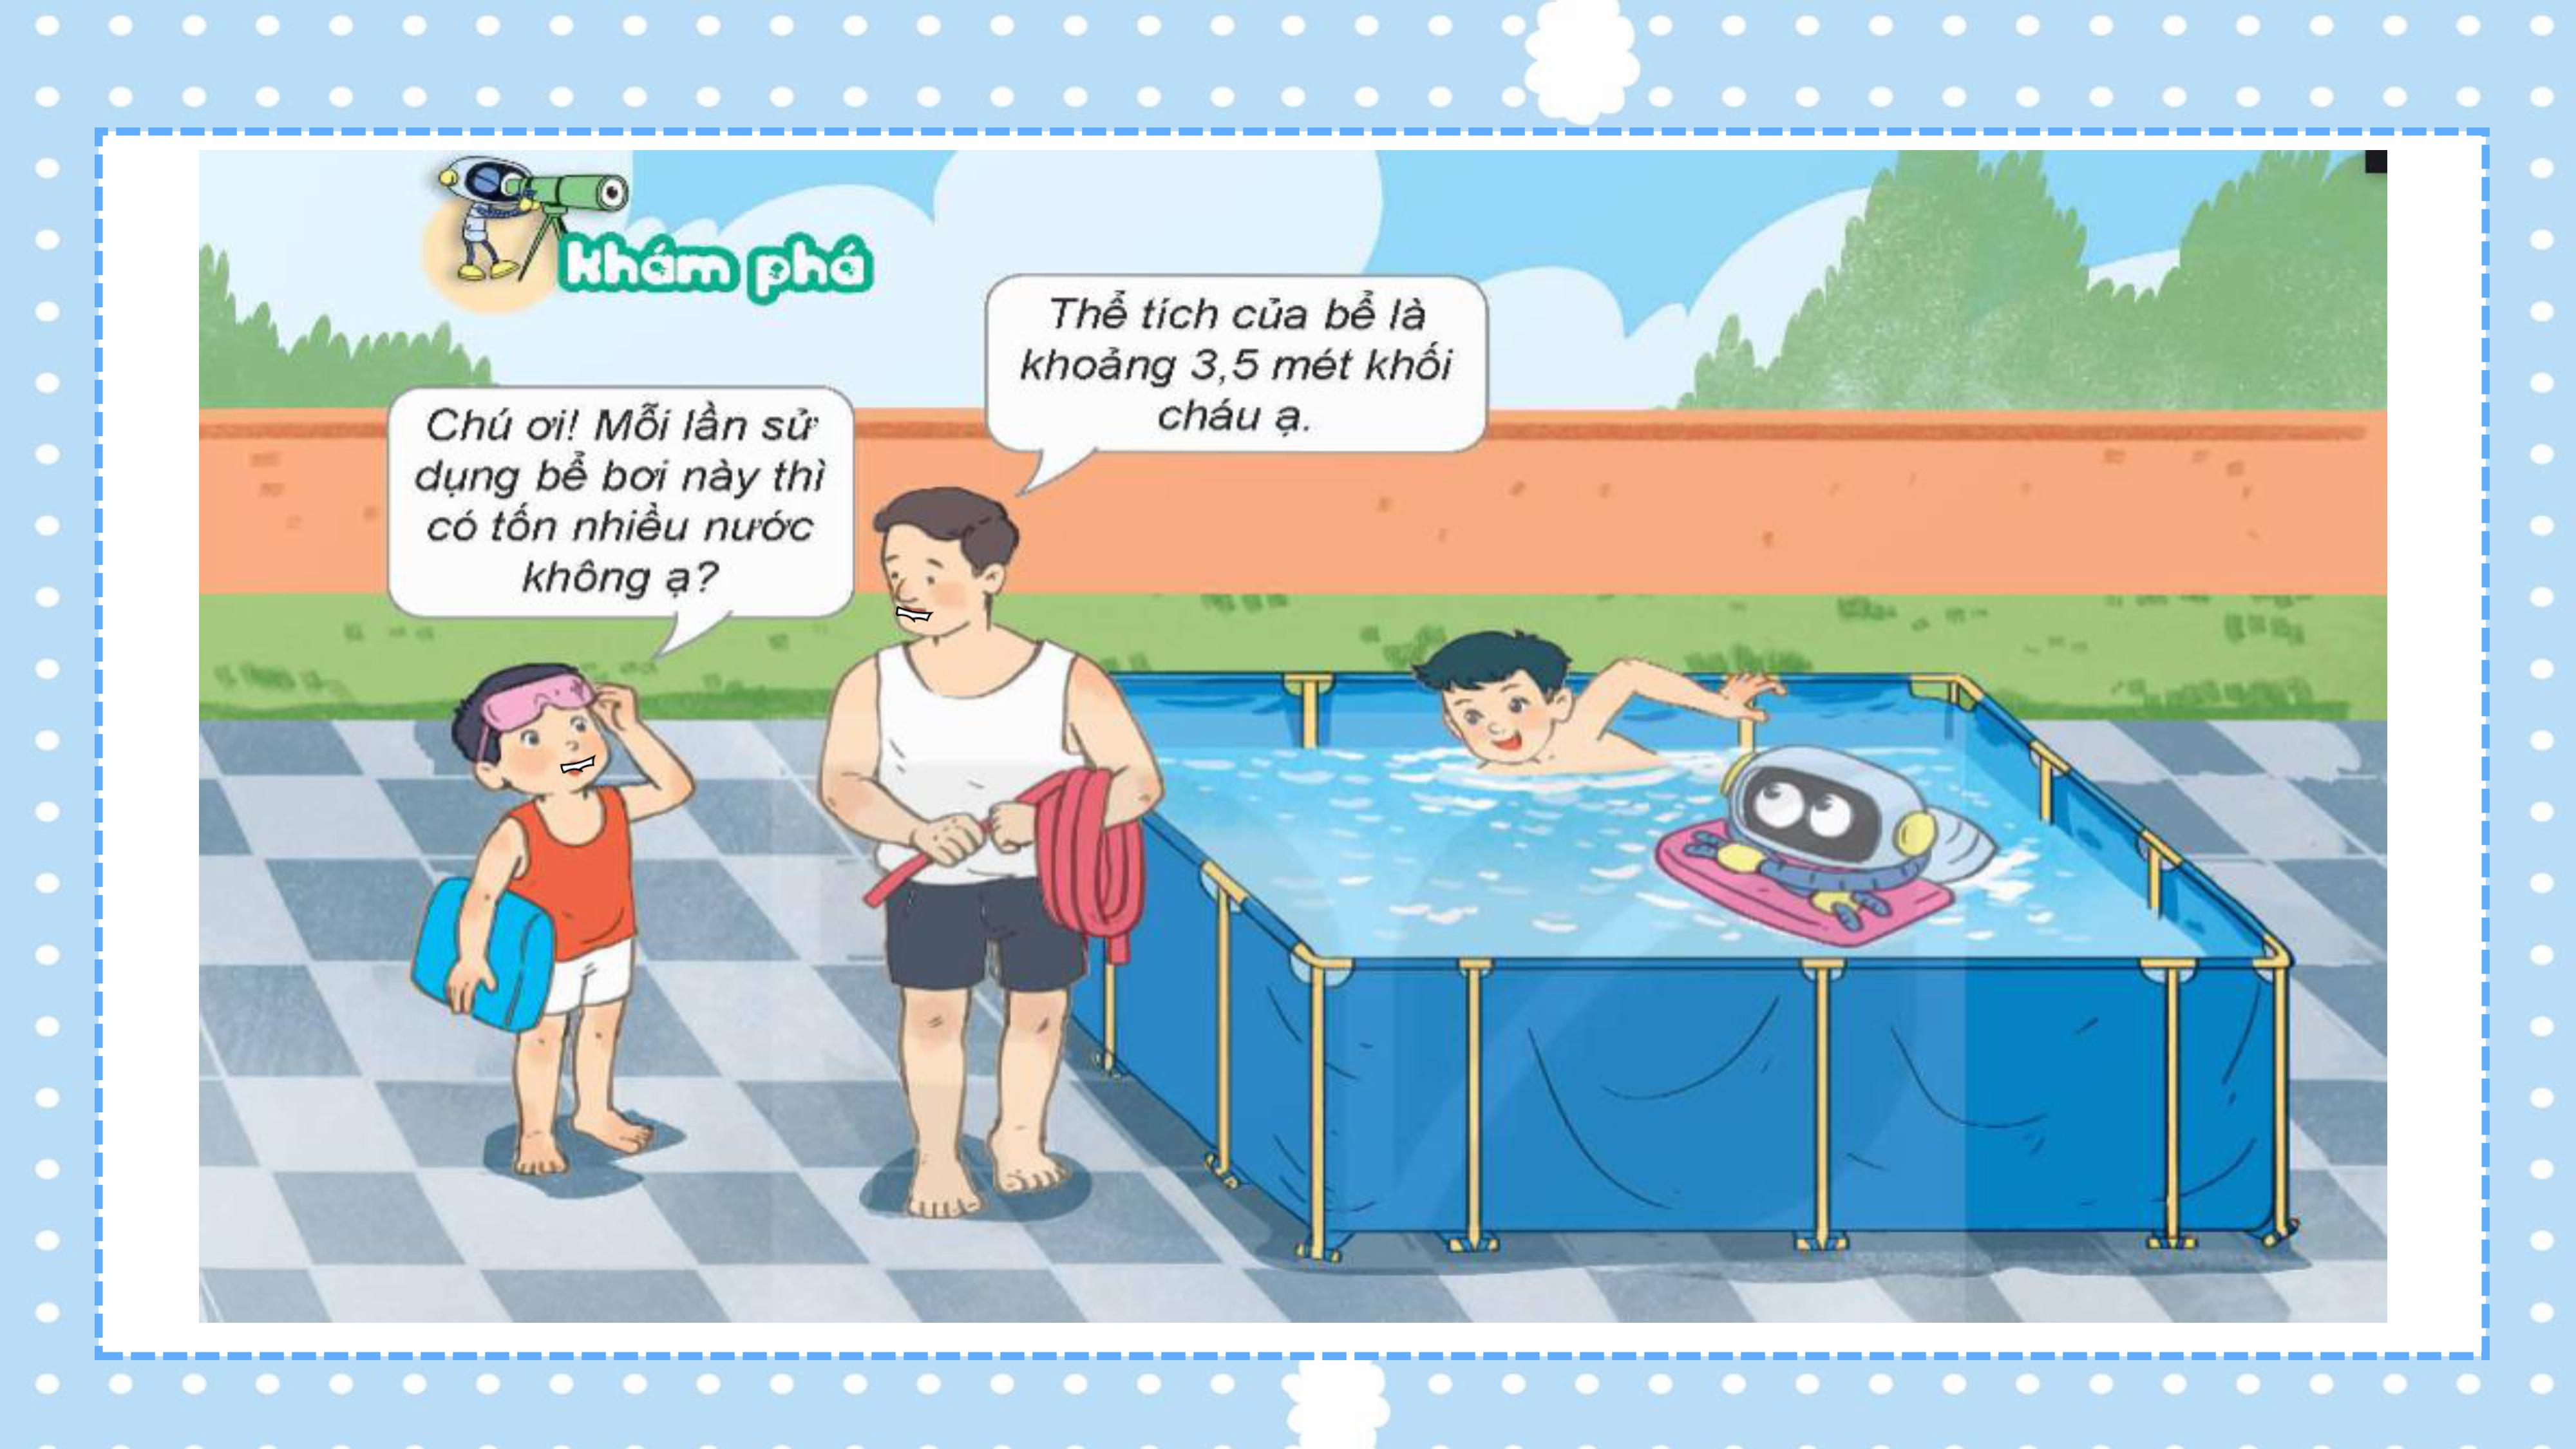 khám phá
Thể tích của bể là
khoảng 3,5 mét khối
cháu ạ.
Chú ơi! Mỗi lần sử
dụng bể bơi này thì
có tốn nhiều nước
không ạ?